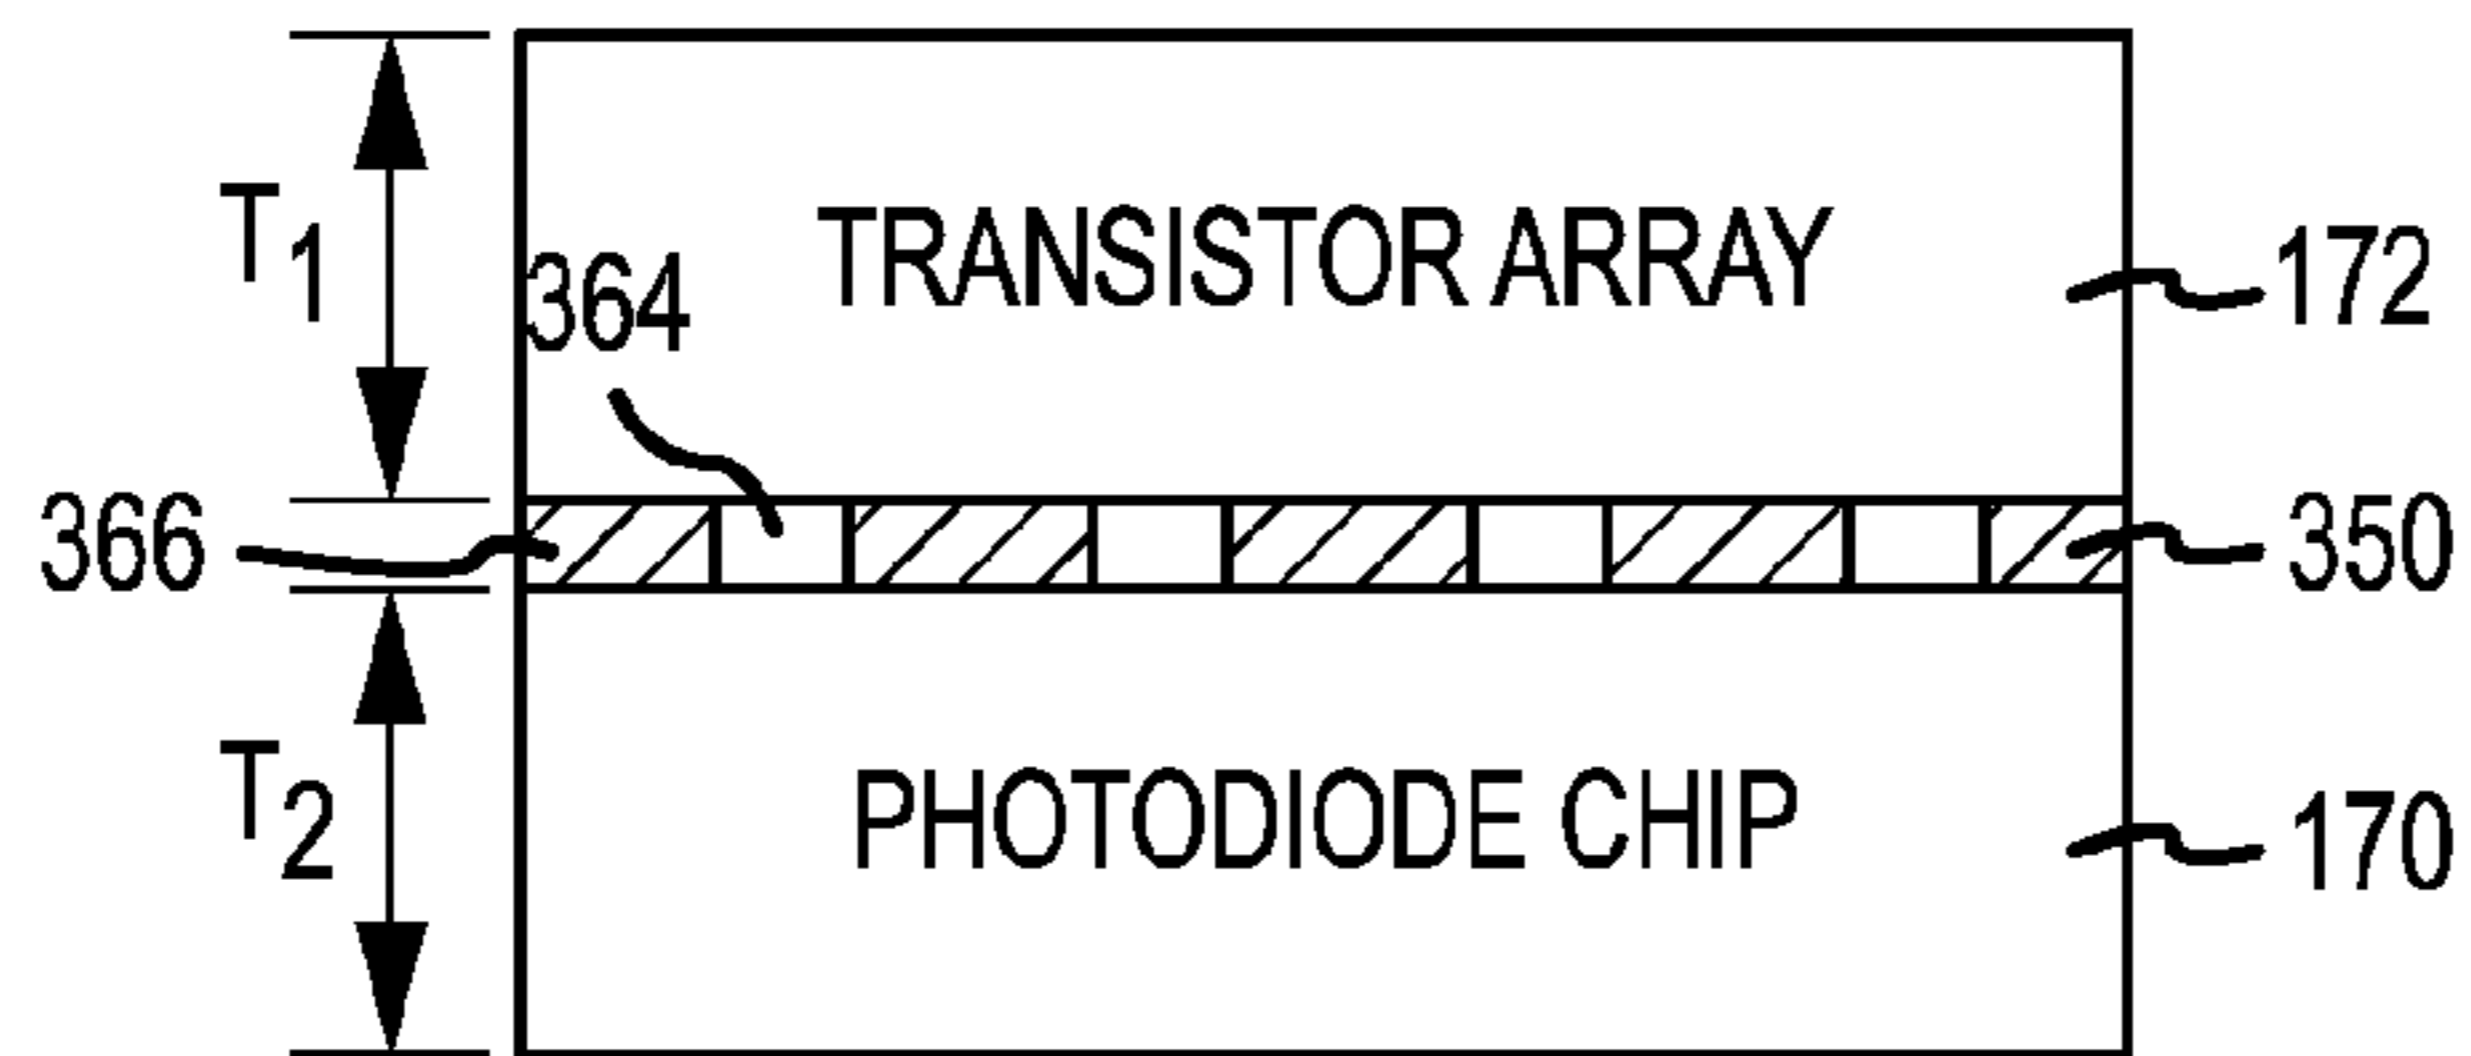 T1
TRANSISTOR ARRAY
172
364
366
350
T2
PHOTODIODE CHIP
170